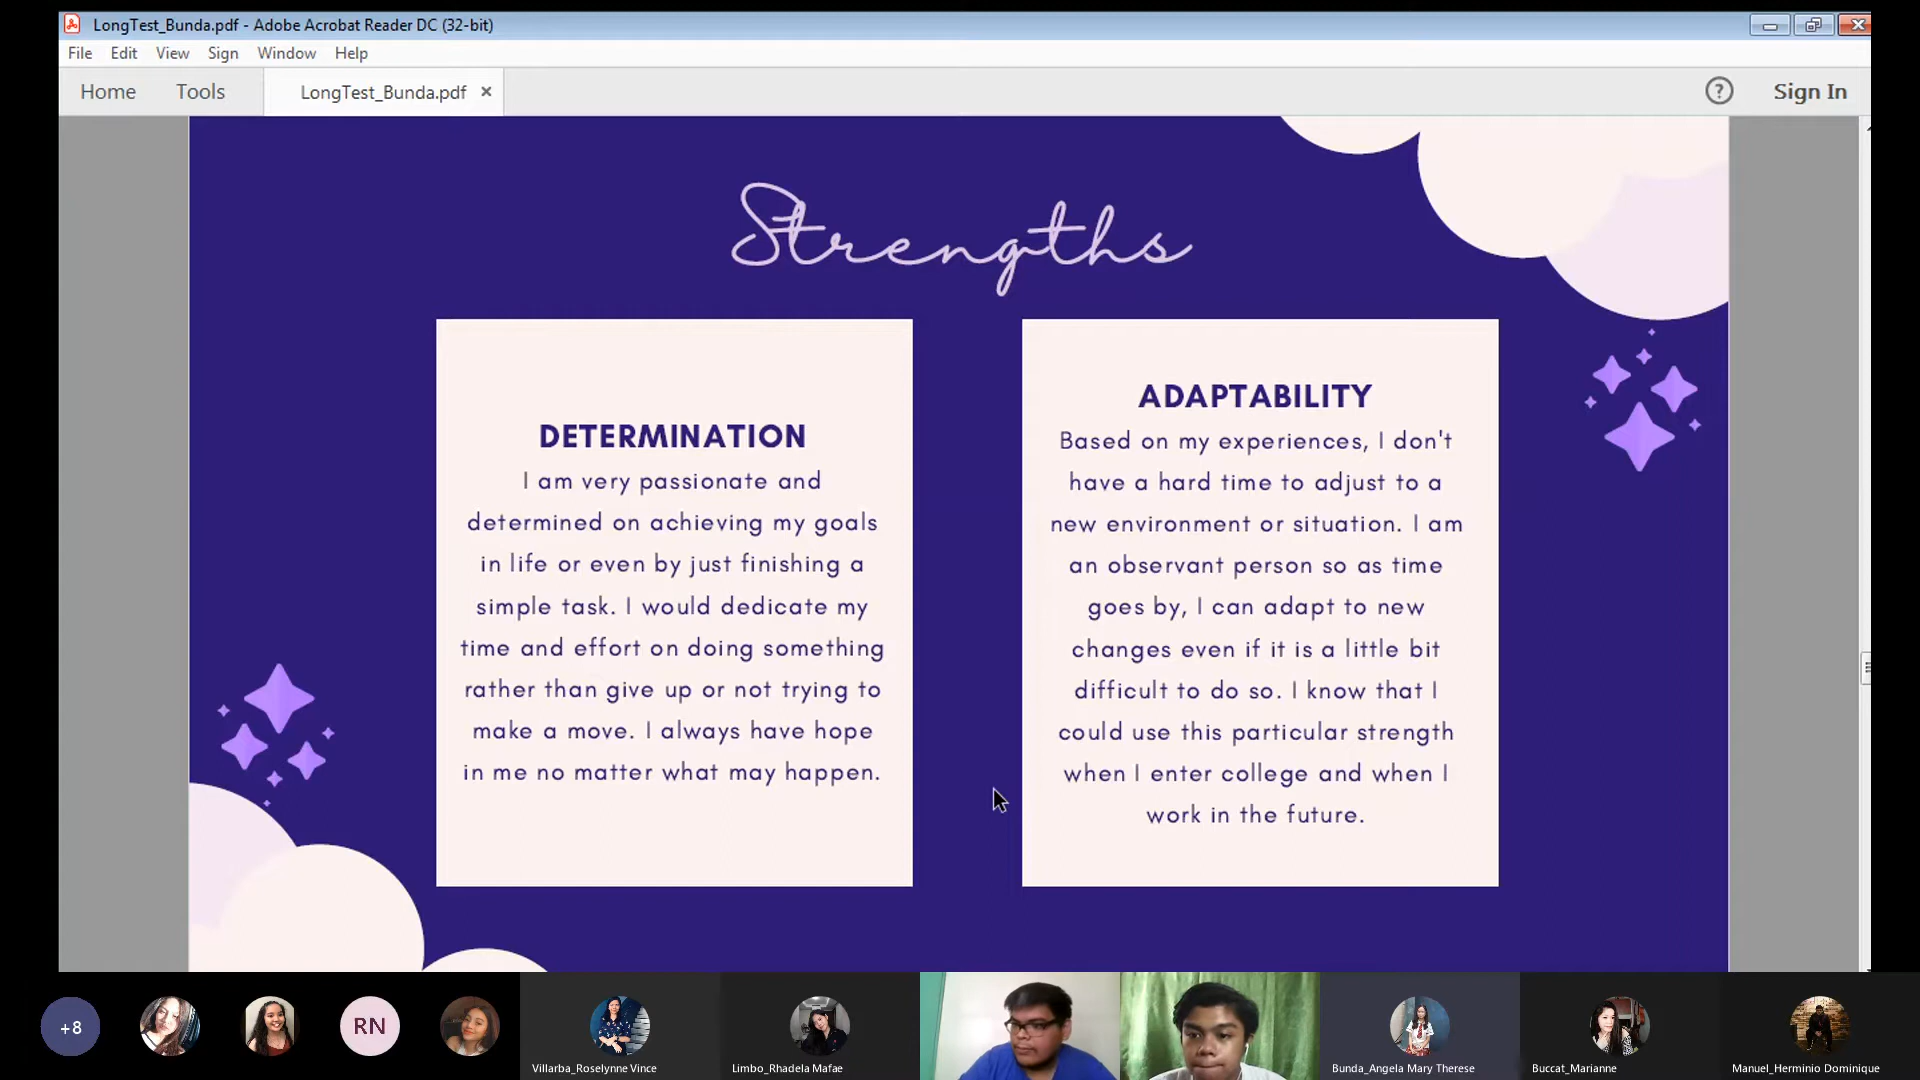 LongTest_Bunda.pdf - Adobe Acrobat Reader DC (32-bit)
File Edit View Sign Window Help
Home Tools LongTest_Bunda.pdf × ? Sign In
Strengths
DETERMINATION
I am very passionate and
determined on achieving my goals
in life or even by just finishing a
simple task. I would dedicate my
time and effort on doing something
rather than give up or not trying to
make a move. I always have hope
in me no matter what may happen.
ADAPTABILITY
Based on my experiences, I don't
have a hard time to adjust to a
new environment or situation. I am
an observant person so as time
goes by, I can adapt to new
changes even if it is a little bit
difficult to do so. I know that I
could use this particular strength
when I enter college and when I
work in the future.
+8 RN
Villarba_Roselynne Vince Limbo_Rhadela Mafae Bunda_Angela Mary Therese Buccat_Marianne Manuel_Herminio Dominique